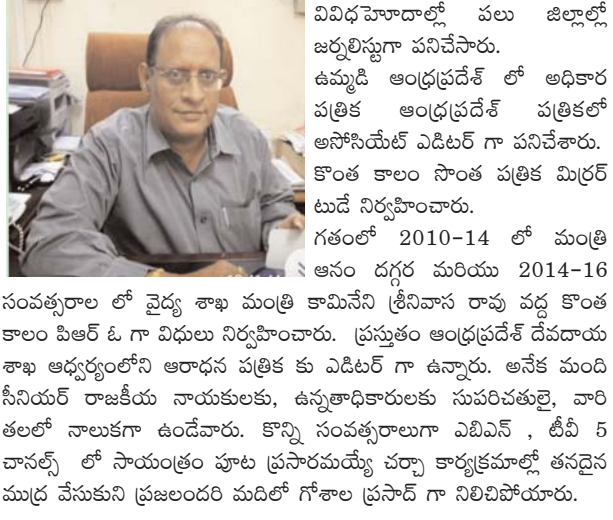 వివిధహెూదాల్లో పలు జిల్లాల్లో
జర్నలిస్టుగా పనిచేసారు.
ఉమ్మడి ఆంధ్రప్రదేశ్ లో అధికార
పత్రిక ఆంధ్రప్రదేశ్ పత్రికలో
అసోసియేట్ ఎడిటర్ గా పనిచేశారు.
కొంత కాలం సొంత పత్రిక మిర్రర్
టుడే నిర్వహించారు.
గతంలో 2010-14 లో మంత్రి
ఆనం దగ్గర మరియు 2014-16
సంవత్సరాల లో వైద్య శాఖ మంత్రి కామినేని శ్రీనివాస రావు వద్ద కొంత
కాలం పిఆర్ ఓ గా విధులు నిర్వహించారు. ప్రస్తుతం ఆంధ్రప్రదేశ్ దేవదాయ
శాఖ ఆధ్వర్యంలోని ఆరాధన పత్రిక కు ఎడిటర్ గా ఉన్నారు. అనేక మంది
సీనియర్ రాజకీయ నాయకులకు, ఉన్నతాధికారులకు సుపరిచతులై, వారి
తలలో నాలుకగా ఉండేవారు. కొన్ని సంవత్సరాలుగా ఎబిఎన్ , టీవీ 5
చానల్స్ లో సాయంత్రం పూట ప్రసారమయ్యే చర్చా కార్యక్రమాల్లో తనదైన
ముద్ర వేసుకుని ప్రజలందరి మదిలో గోశాల ప్రసాద్ గా నిలిచిపోయారు.